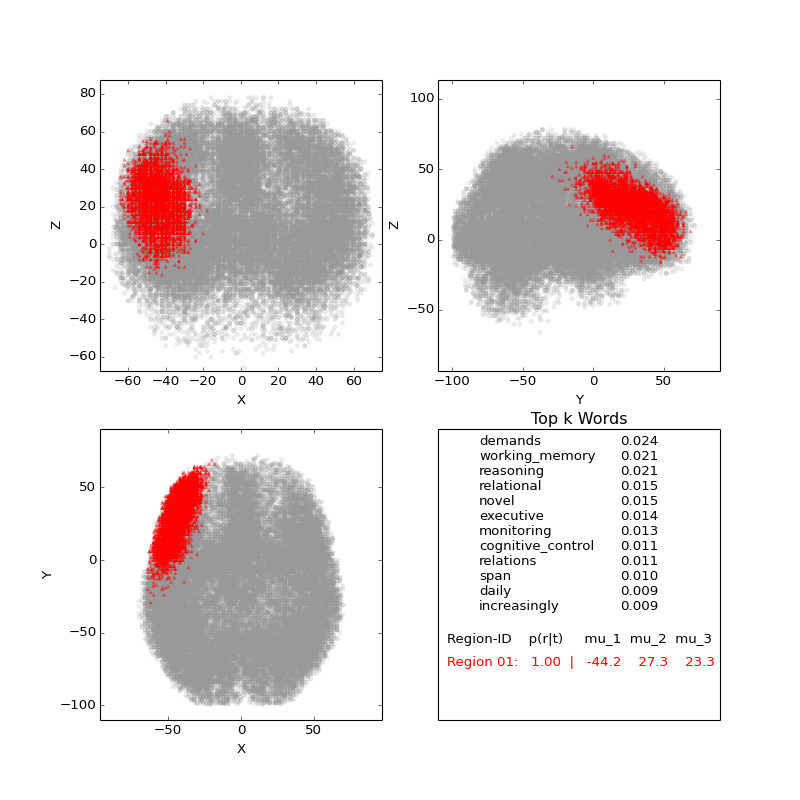 80
60
40
20
0
−20
−40
−60
Z
−60 −40 −20 0 20 40 60
X
100
50
0
−50
Z
−100 −50 0 50
Y
50
0
−50
−100
Y
−50 0 50
X
Top k Words
demands 0.024
working_memory 0.021
reasoning 0.021
relational 0.015
novel 0.015
executive 0.014
monitoring 0.013
cognitive_control 0.011
relations 0.011
span 0.010
daily 0.009
increasingly 0.009
Region-ID p(r|t) mu_1 mu_2 mu_3
Region 01: 1.00 | -44.2 27.3 23.3